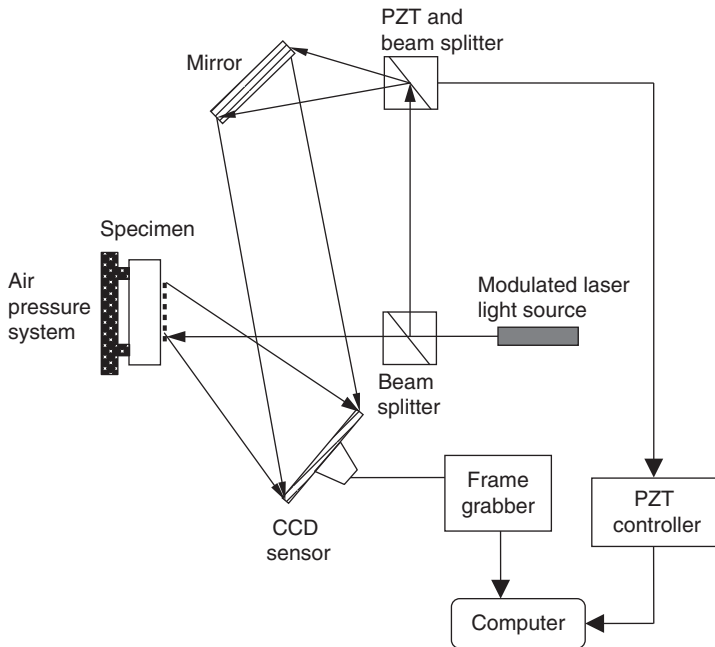 PZT and
beam splitter
Mirror
Specimen
Air
pressure
system
Modulated laser
light source
Beam
splitter
Frame
grabber
PZT
controller
CCD
sensor
Computer